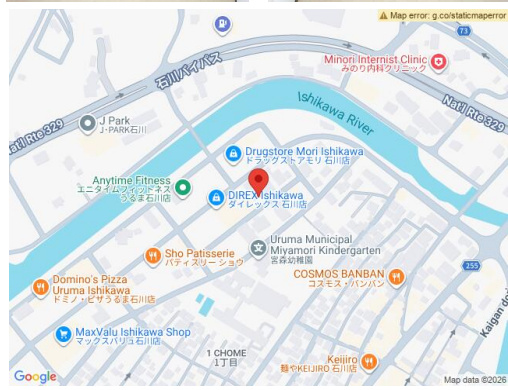 Map error: g.co/staticmaperror
73
石川バイパス
Minori Internist Clinic
みのり内科クリニック
Ishikawa River
Nat'l Rte 329
J Park
J-PARK石川
Nat'l Rte 329
Drugstore Mori Ishikawa
ドラッグストアモリ 石川店
Anytime Fitness
エニタイムフィットネス
うるま石川店
DIREX Ishikawa
ダイレックス 石川店
Uruma Municipal
Miyamori Kindergarten
宮森幼稚園
Sho Patisserie
パティスリー ショウ
255
COSMOS BANBAN
コスモス・バンバン
Domino's Pizza
Uruma Ishikawa
ドミノ・ピザうるま石川店
Kaigan do
MaxValu Ishikawa Shop
マックスバリュ石川店
1 CHOME
1丁目
Keijiro
麺やKEIJIRO 石川店
Google
Map data ©2026